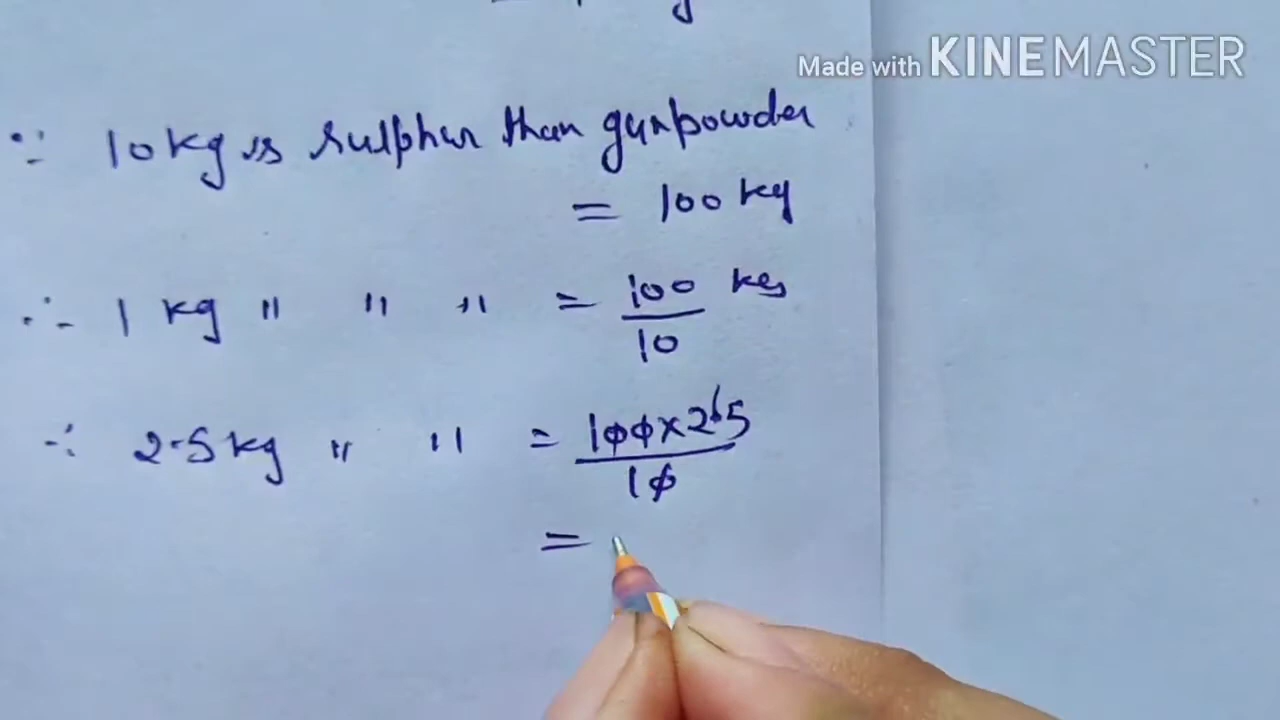 Made with KINEMASTER
∵ 10 kg is sulphur than gunpowder
= 100 kg
∴ 1 kg " " " = 100/10 kg
∴ 2.5 kg " " = 100×2.5/10
=